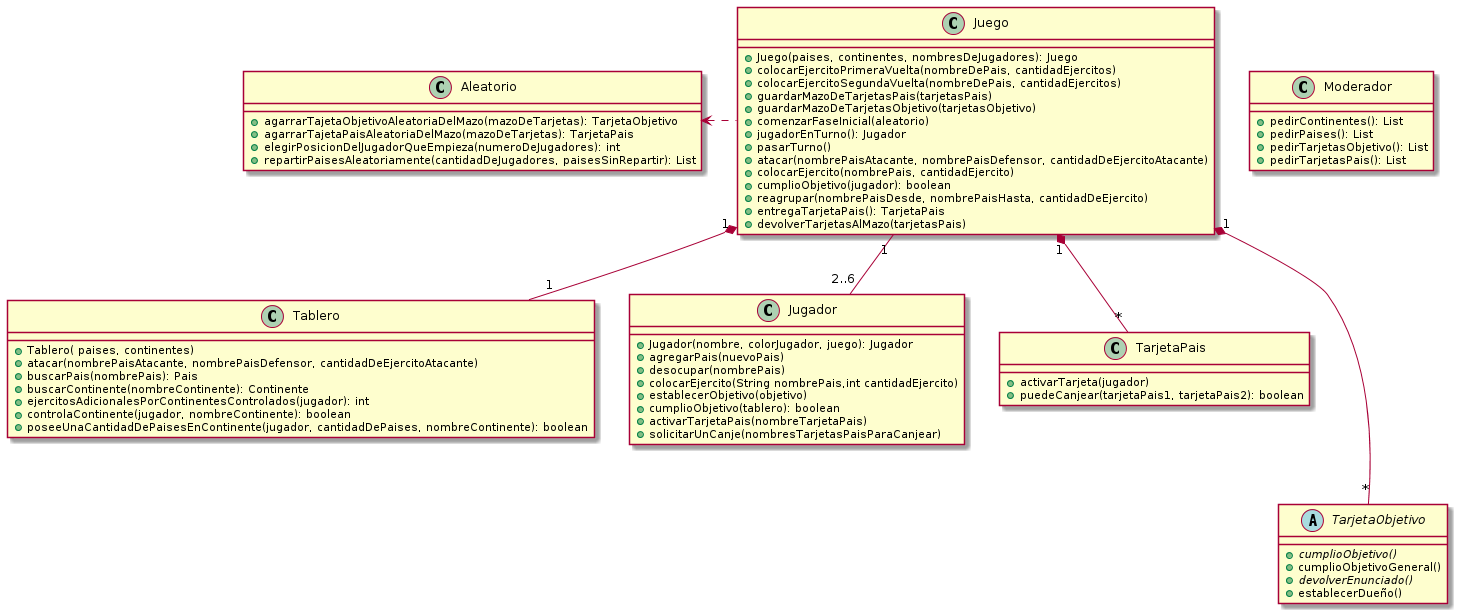 C Juego
Juego(paises, continentes, nombresDeJugadores): Juego
colocarEjercitoPrimeraVuelta(nombreDePais, cantidadEjercitos)
colocarEjercitoSegundaVuelta(nombreDePais, cantidadEjercitos)
guardarMazoDeTarjetasPais(tarjetasPais)
guardarMazoDeTarjetasObjetivo(tarjetasObjetivo)
comenzarFaseInicial(aleatorio)
jugadorEnTurno(): Jugador
pasarTurno()
atacar(nombrePaisAtacante, nombrePaisDefensor, cantidadDeEjercitoAtacante)
colocarEjercito(nombrePais, cantidadEjercito)
cumplioObjetivo(jugador): boolean
reagrupar(nombrePaisDesde, nombrePaisHasta, cantidadDeEjercito)
entregaTarjetaPais(): TarjetaPais
devolverTarjetasAlMazo(tarjetasPais)
C Aleatorio
agarrarTajetaObjetivoAleatoriaDelMazo(mazoDeTarjetas): TarjetaObjetivo
agarrarTajetaPaisAleatoriaDelMazo(mazoDeTarjetas): TarjetaPais
elegirPosicionDelJugadorQueEmpieza(numeroDeJugadores): int
repartirPaisesAleatoriamente(cantidadDeJugadores, paisesSinRepartir): List
C Moderador
pedirContinentes(): List
pedirPaises(): List
pedirTarjetasObjetivo(): List
pedirTarjetasPais(): List
1
1
1
1
1
2..6
*
*
C Tablero
Tablero( paises, continentes)
atacar(nombrePaisAtacante, nombrePaisDefensor, cantidadDeEjercitoAtacante)
buscarPais(nombrePais): Pais
buscarContinente(nombreContinente): Continente
ejercitosAdicionalesPorContinentesControlados(jugador): int
controlaContinente(jugador, nombreContinente): boolean
poseeUnaCantidadDePaisesEnContinente(jugador, cantidadDePaises, nombreContinente): boolean
C Jugador
Jugador(nombre, colorJugador, juego): Jugador
agregarPais(nuevoPais)
desocupar(nombrePais)
colocarEjercito(String nombrePais,int cantidadEjercito)
establecerObjetivo(objetivo)
cumplioObjetivo(tablero): boolean
activarTarjetaPais(nombreTarjetaPais)
solicitarUnCanje(nombresTarjetasPaisParaCanjear)
C TarjetaPais
activarTarjeta(jugador)
puedeCanjear(tarjetaPais1, tarjetaPais2): boolean
A TarjetaObjetivo
cumplioObjetivo()
cumplioObjetivoGeneral()
devolverEnunciado()
establecerDueño()